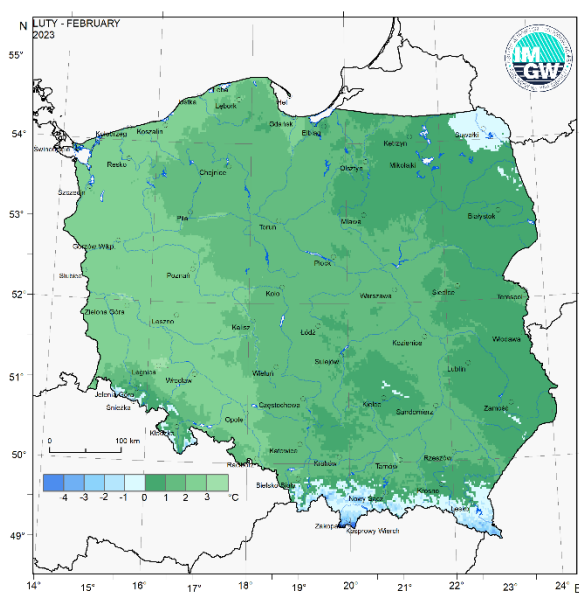 N
LUTY - FEBRUARY
2023
IM
GW
55°
54°
53°
52°
51°
50°
49°
Łeba
Ustka
Lębork
Hel
Kołobrzeg
Koszalin
Gdańsk
Elbląg
Kętrzyn
Suwałki
Świnoujście
Resko
Chojnice
Olsztyn
Mikołajki
Szczecin
Piła
Toruń
Mława
Białystok
Gorzów Wlkp.
Słubice
Poznań
Koło
Płock
Warszawa
Siedlce
Terespol
Zielona Góra
Leszno
Kalisz
Łódź
Kozienice
Włodawa
Legnica
Wrocław
Wieluń
Sulejów
Lublin
Jelenia Góra
Śnieżka
Kłodzko
Opole
Częstochowa
Kielce
Sandomierz
Zamość
Racibórz
Katowice
Kraków
Tarnów
Rzeszów
Bielsko Biała
Nowy Sącz
Krosno
Lesko
Zakopane
Kasprowy Wierch
0 100 km
-4 -3 -2 -1 0 1 2 3 °C
14° 15° 16° 17° 18° 19° 20° 21° 22° 23° 24° E